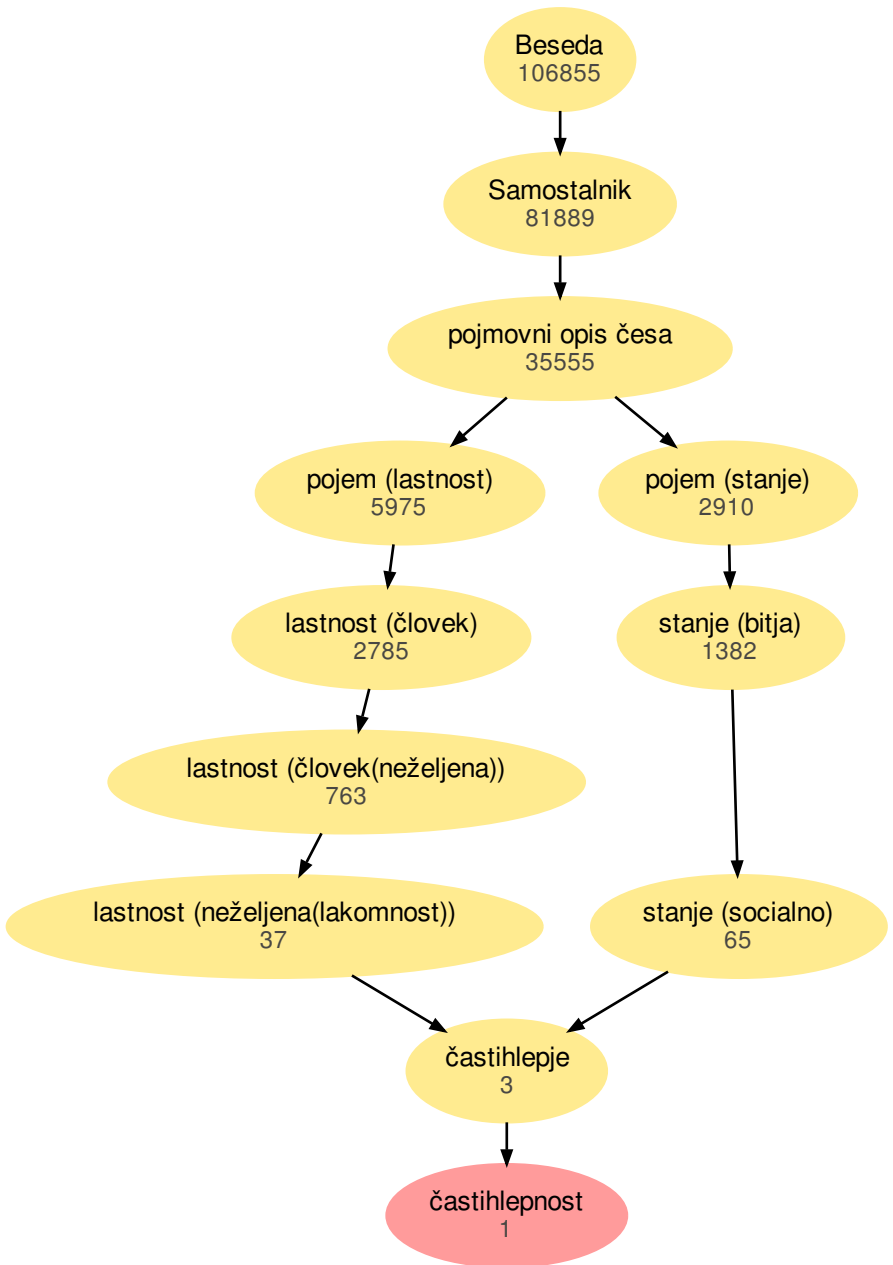 Beseda
106855
Samostalnik
81889
pojmovni opis česa
35555
pojem (lastnost)
5975
pojem (stanje)
2910
lastnost (človek)
2785
stanje (bitja)
1382
lastnost (človek(neželjena))
763
lastnost (neželjena(lakomnost))
37
stanje (socialno)
65
častihlepje
3
častihlepnost
1